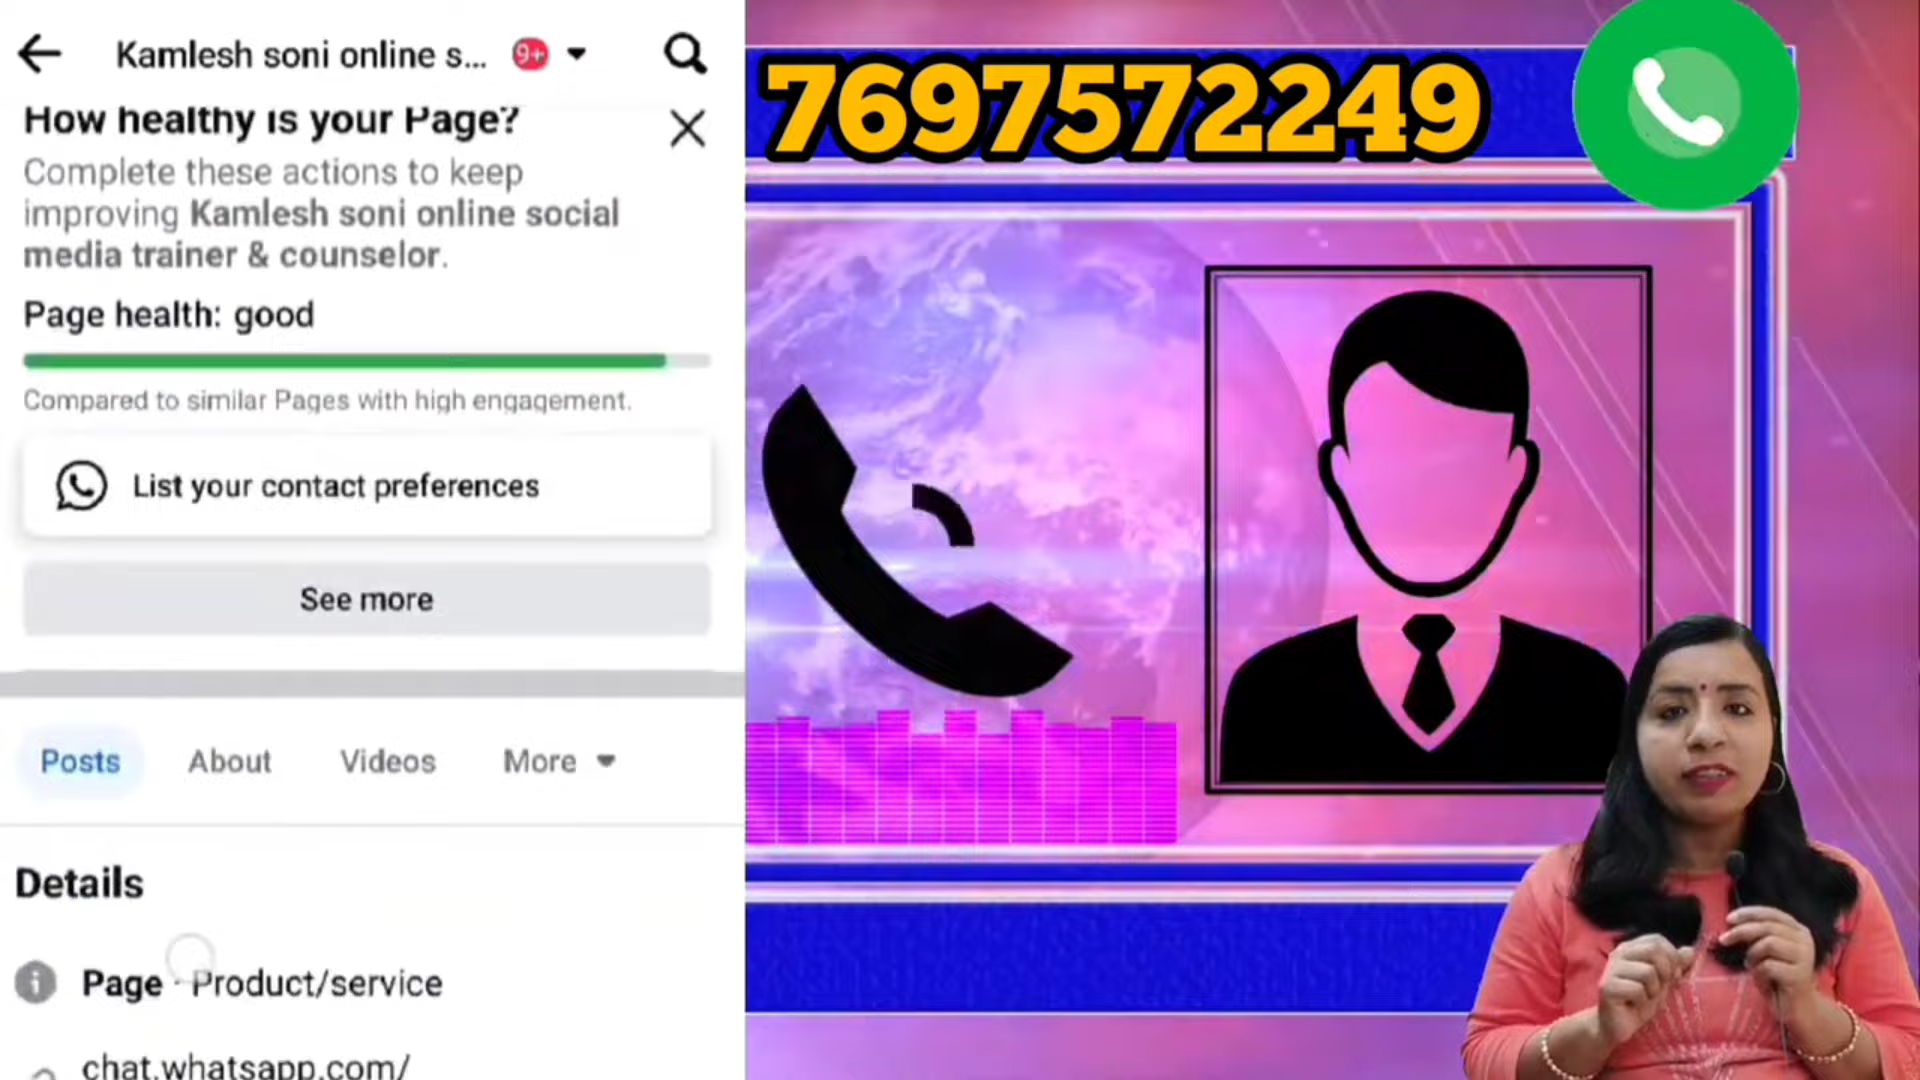 Kamlesh soni online s...
9+
How healthy is your Page?
Complete these actions to keep
improving Kamlesh soni online social
media trainer & counselor.
Page health: good
Compared to similar Pages with high engagement.
List your contact preferences
See more
Posts
About
Videos
More
Details
Page · Product/service
chat.whatsapp.com/
7697572249